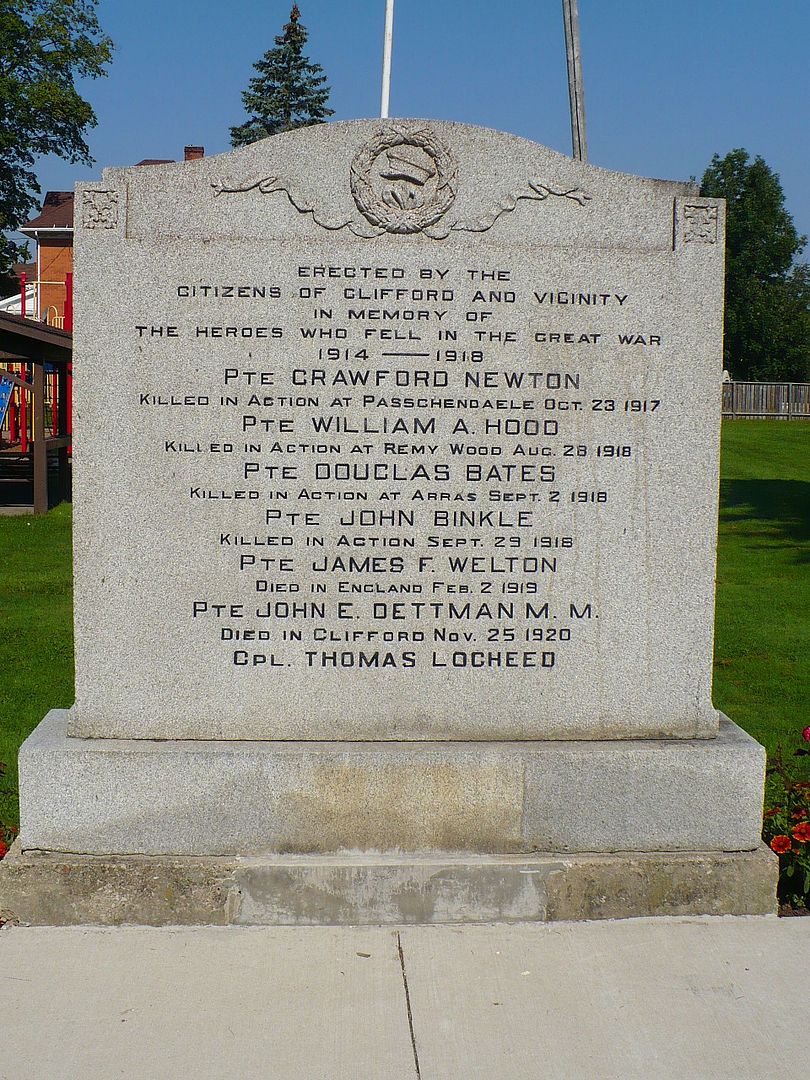 ERECTED BY THE
CITIZENS OF CLIFFORD AND VICINITY
IN MEMORY OF
THE HEROES WHO FELL IN THE GREAT WAR
1914 — 1918
PTE CRAWFORD NEWTON
KILLED IN ACTION AT PASSCHENDAELE OCT. 23 1917
PTE WILLIAM A. HOOD
KILLED IN ACTION AT REMY WOOD AUG. 28 1918
PTE DOUGLAS BATES
KILLED IN ACTION AT ARRAS SEPT. 2 1918
PTE JOHN BINKLE
KILLED IN ACTION SEPT. 29 1918
PTE JAMES F. WELTON
DIED IN ENGLAND FEB. 2 1919
PTE JOHN E. DETTMAN M. M.
DIED IN CLIFFORD NOV. 25 1920
CPL. THOMAS LOCHEED